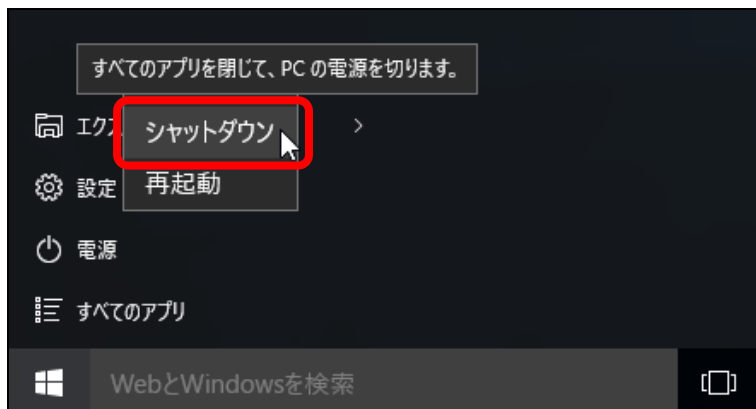 すべてのアプリを閉じて、PC の電源を切ります。
エク
シャットダウン
設定
再起動
電源
すべてのアプリ
WebとWindowsを検索